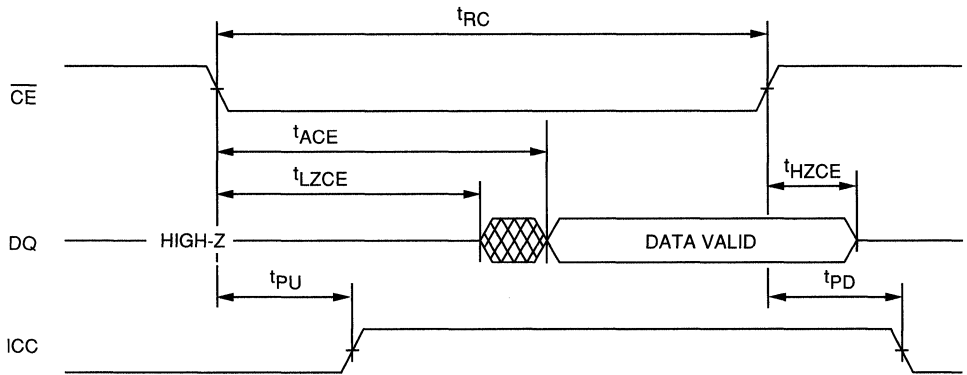 tRC
CE
tACE
tLZCE
tHZCE
DQ
HIGH-Z
DATA VALID
tPU
tPD
ICC